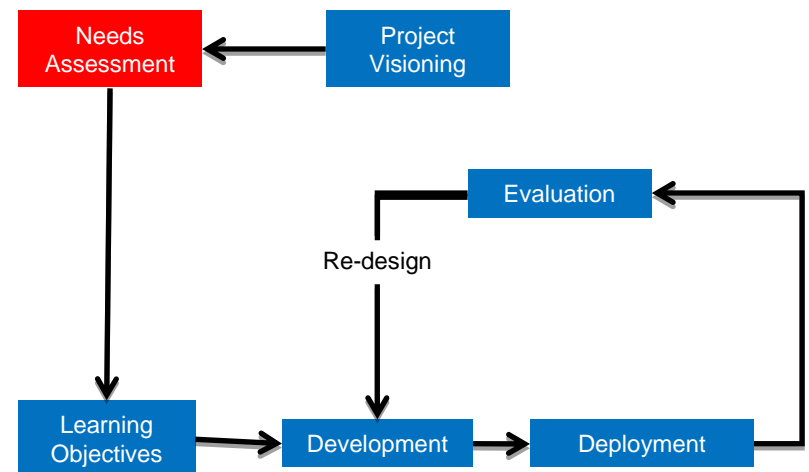 Needs
Assessment
Project
Visioning
Evaluation
Re-design
Learning
Objectives
Development
Deployment